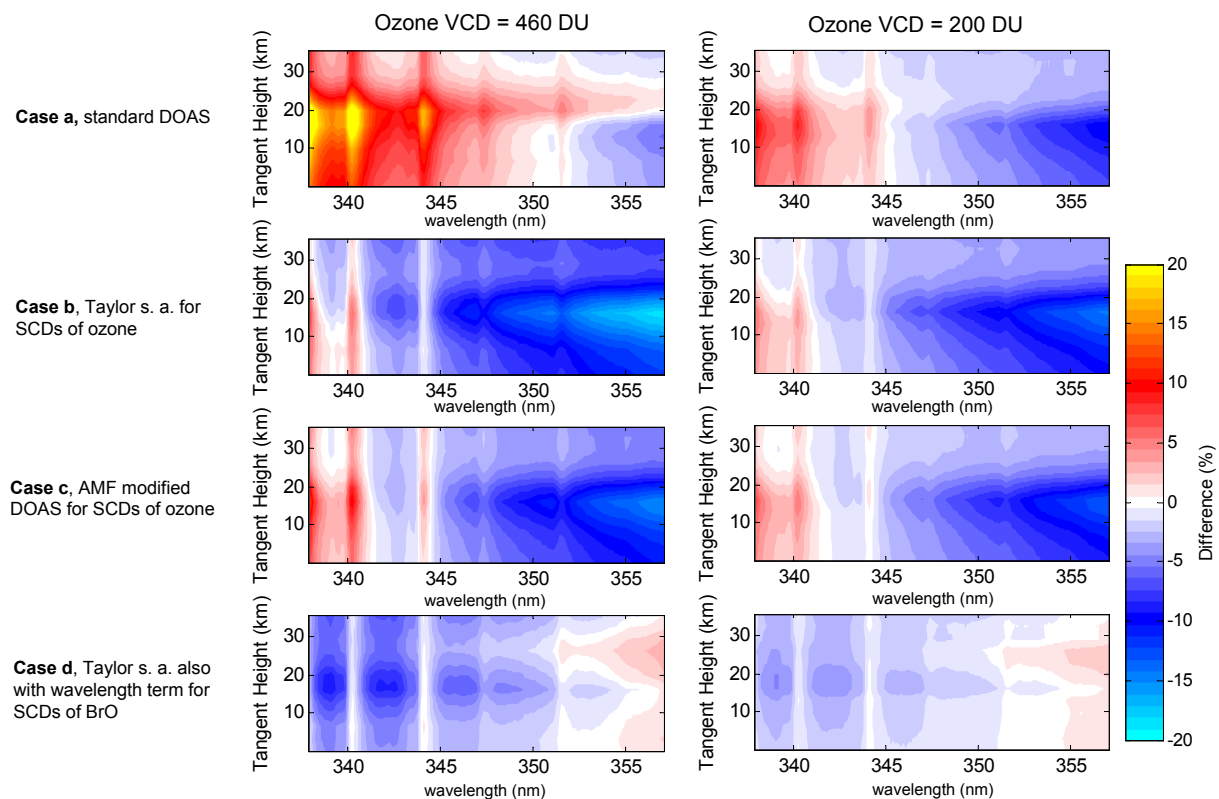 Ozone VCD = 460 DU
Ozone VCD = 200 DU
Case a, standard DOAS
Tangent Height (km)
30
20
10
340
345
350
355
wavelength (nm)
Tangent Height (km)
30
20
10
340
345
350
355
wavelength (nm)
Case b, Taylor s. a. for
SCDs of ozone
Tangent Height (km)
30
20
10
340
345
350
355
wavelength (nm)
Tangent Height (km)
30
20
10
340
345
350
355
wavelength (nm)
Case c, AMF modified
DOAS for SCDs of ozone
Tangent Height (km)
30
20
10
340
345
350
355
wavelength (nm)
Tangent Height (km)
30
20
10
340
345
350
355
wavelength (nm)
Case d, Taylor s. a. also
with wavelength term for
SCDs of BrO
Tangent Height (km)
30
20
10
340
345
350
355
wavelength (nm)
Tangent Height (km)
30
20
10
340
345
350
355
wavelength (nm)
20
15
10
5
0
-5
-10
-15
-20
Difference (%)